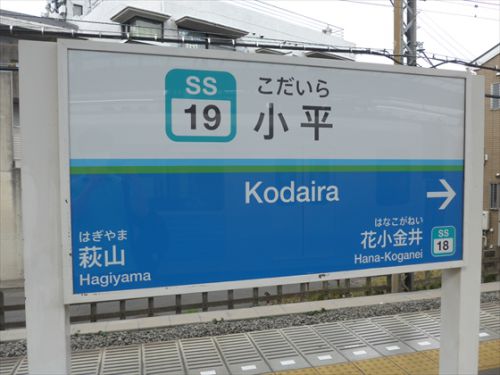 SS
19
こだいら
小平
Kodaira
→
はぎやま
萩山
Hagiyama
はなこがねい
花小金井
Hana-Koganei
SS
18